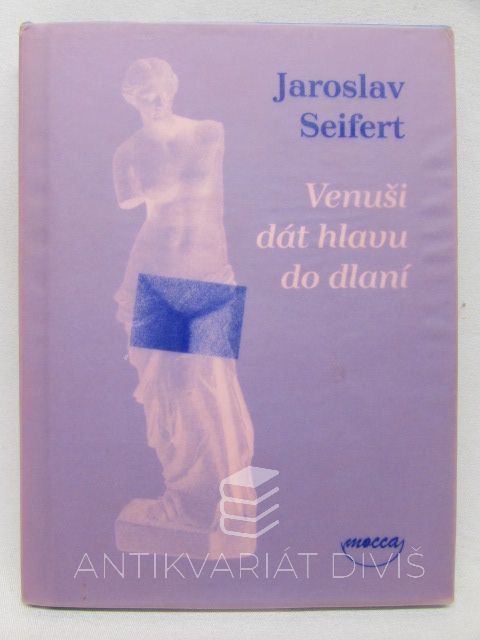 Jaroslav
Seifert
Venuši
dát hlavu
do dlaní
mocca
ANTIKVARIÁT DIVIŠ